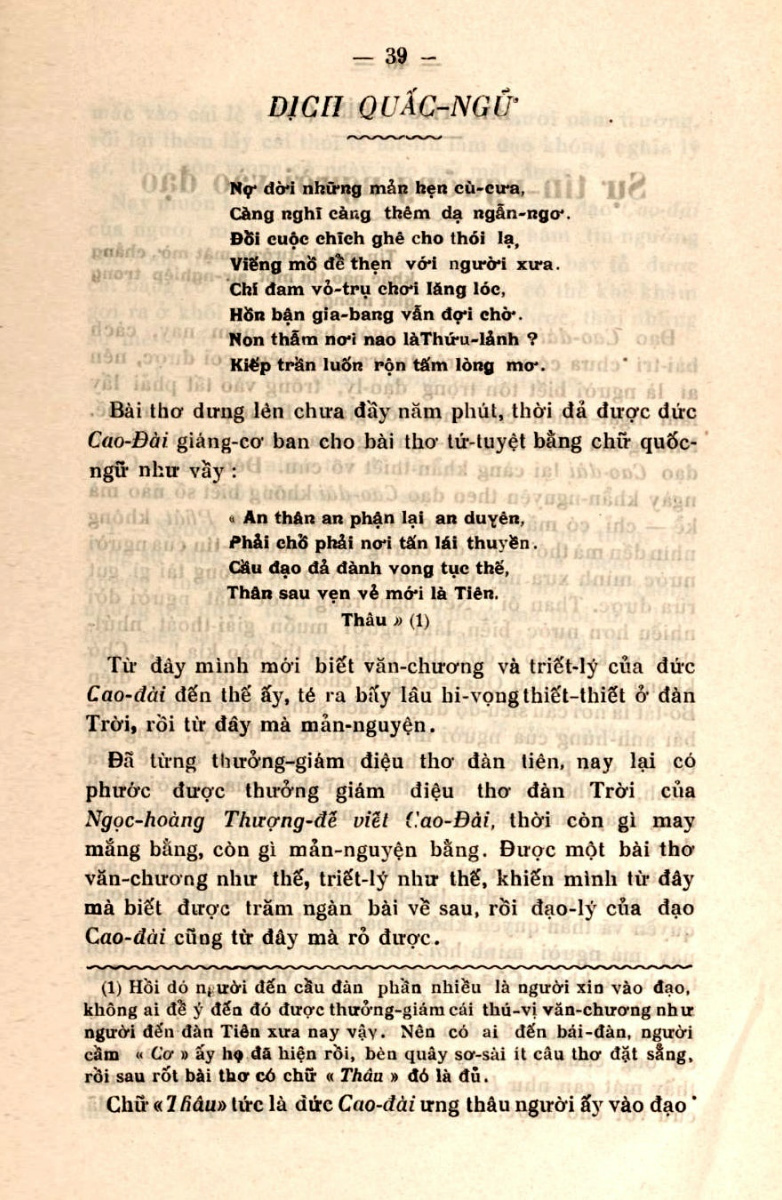 — 39 —
DỊCH QUẤC-NGỮ
Nợ đời những mản hẹn cù-cưa,
Càng nghĩ càng thêm dạ ngẫn-ngơ.
Đồi cuộc chích ghê cho thói lạ,
Viếng mồ đề thẹn với người xưa.
Chí đam vỏ-trụ chơi lăng lóc,
Hồn bận gia-bang vẫn đợi chờ.
Non thẫm nơi nao làThứu-lảnh ?
Kiếp trần luốn rộn tấm lòng mơ.
Bài thơ dưng lên chưa đầy năm phút, thời đả được đức
Cao-Đài giáng-cơ ban cho bài thơ tứ-tuyệt bằng chữ quốc-
ngữ như vầy :
« An thân an phận lại an duyên,
Phải chồ phải nơi tấn lái thuyền.
Cầu đạo đả đành vong tục thế,
Thân sau vẹn vẻ mới là Tiên.
Thâu » (1)
Từ đây mình mới biết văn-chương và triết-lý của đức
Cao-đài đến thế ấy, té ra bấy lâu hi-vọng thiết-thiết ở đàn
Trời, rồi từ đây mà mản-nguyện.
Đã từng thưởng-giám điệu thơ đàn tiên, nay lại có
phước được thưởng giám điệu thơ đàn Trời của
Ngọc-hoàng Thượng-đế viết Cao-Đài, thời còn gì may
mắng bằng, còn gì mản-nguyện bằng. Được một bài thơ
văn-chương như thế, triết-lý như thế, khiến mình từ đây
mà biết được trăm ngàn bài về sau, rồi đạo-lý của đạo
Cao-đài cũng từ đây mà rỏ được.
(1) Hồi dó người đến cầu đàn phần nhiều là người xin vào đạo,
không ai đề ý đến đó được thưởng-giám cái thú-vị văn-chương như
người đến đàn Tiên xưa nay vậy. Nên có ai đến bái-đàn, người
cầm « Cơ » ấy họ đã hiện rồi, bèn quây sơ-sài ít câu thơ đặt sẳng,
rồi sau rốt bài thơ có chữ « Thâu » đó là đủ.
Chữ « Thâu» tức là đức Cao-đài ưng thâu người ấy vào đạo